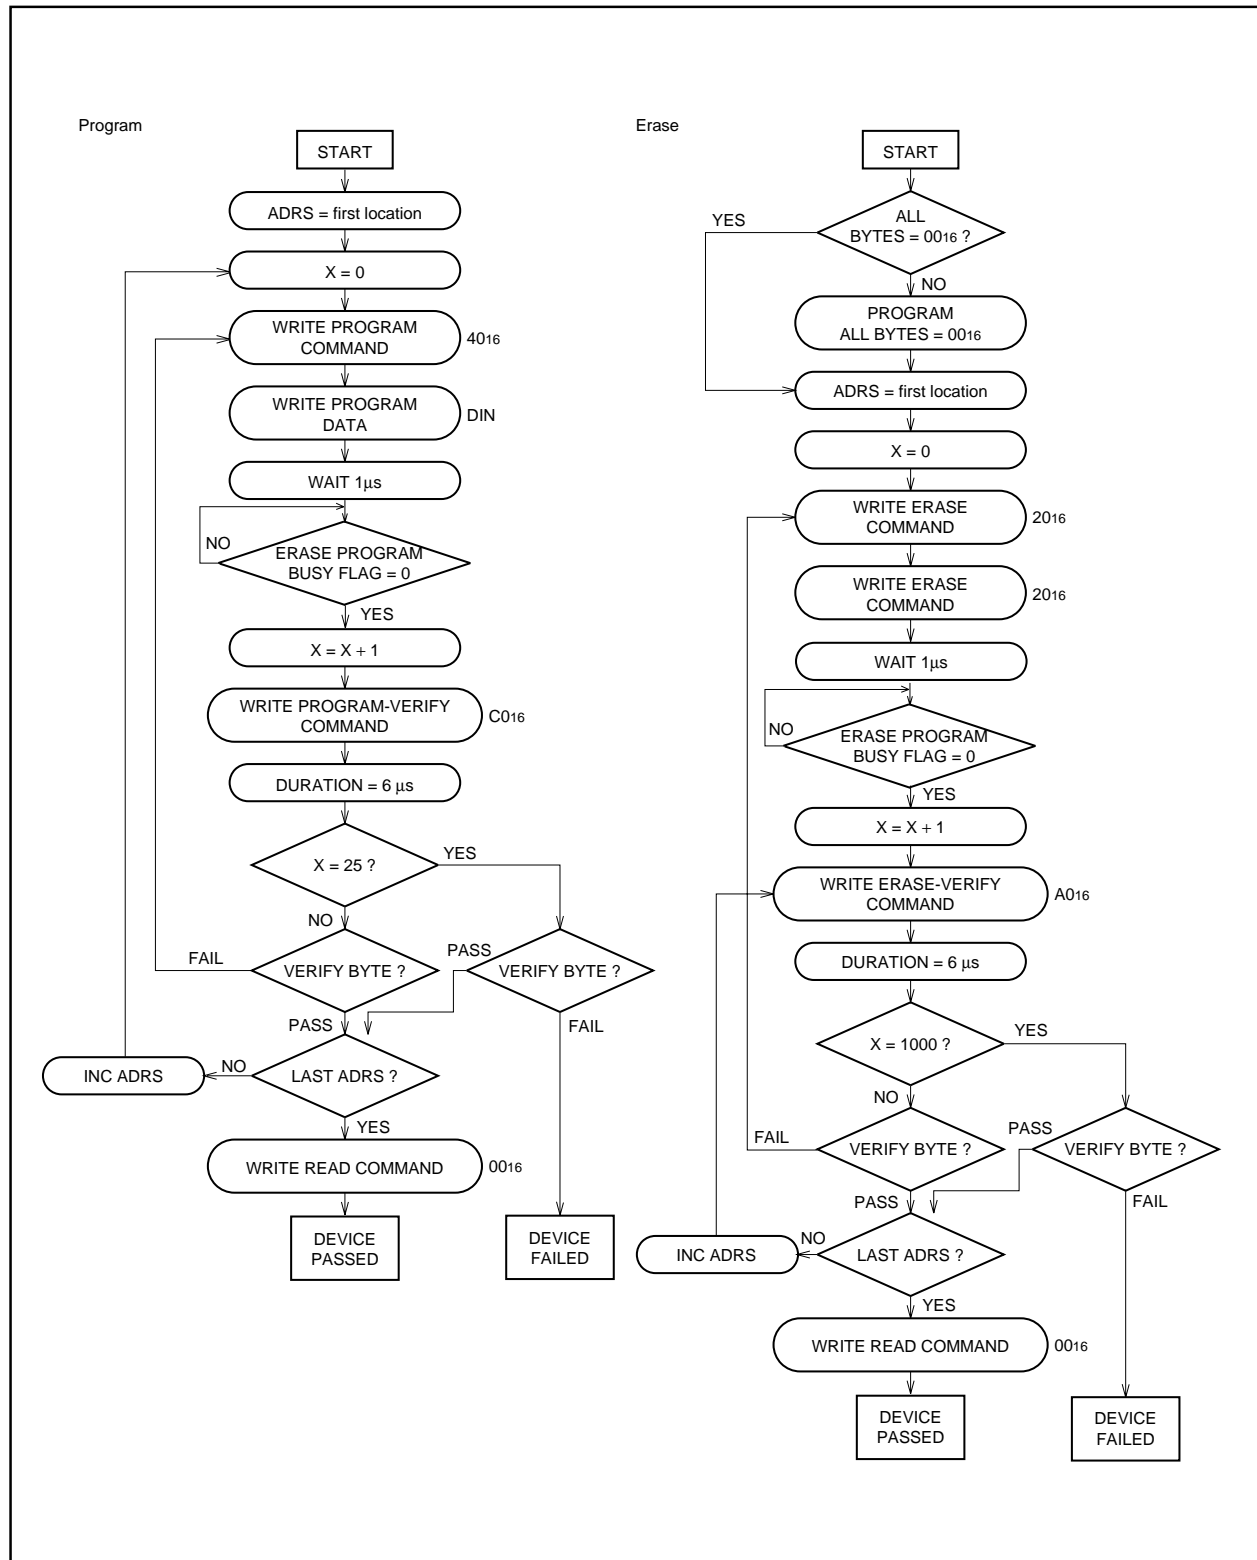 Program
START
ADRS = first location
X = 0
WRITE PROGRAM
COMMAND
4016
WRITE PROGRAM
DATA
DIN
WAIT 1μs
NO
ERASE PROGRAM
BUSY FLAG = 0
YES
X = X + 1
WRITE PROGRAM-VERIFY
COMMAND
C016
DURATION = 6 μs
X = 25 ?
YES
NO
FAIL
VERIFY BYTE ?
PASS
VERIFY BYTE ?
PASS
FAIL
INC ADRS
NO
LAST ADRS ?
YES
WRITE READ COMMAND
0016
DEVICE
PASSED
DEVICE
FAILED
Erase
START
YES
ALL
BYTES = 0016 ?
NO
PROGRAM
ALL BYTES = 0016
ADRS = first location
X = 0
WRITE ERASE
COMMAND
2016
WRITE ERASE
COMMAND
2016
WAIT 1μs
NO
ERASE PROGRAM
BUSY FLAG = 0
YES
X = X + 1
WRITE ERASE-VERIFY
COMMAND
A016
DURATION = 6 μs
X = 1000 ?
YES
NO
FAIL
VERIFY BYTE ?
PASS
VERIFY BYTE ?
PASS
FAIL
INC ADRS
NO
LAST ADRS ?
YES
WRITE READ COMMAND
0016
DEVICE
PASSED
DEVICE
FAILED